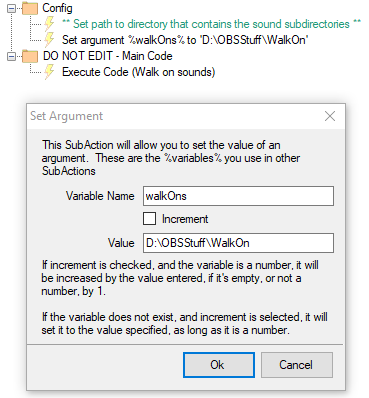 Config
** Set path to directory that contains the sound subdirectories **
Set argument %walkOns% to 'D:\OBSStuff\WalkOn'
DO NOT EDIT - Main Code
Execute Code (Walk on sounds)
Set Argument
This SubAction will allow you to set the value of an
argument. These are the %variables% you use in other
SubActions
Variable Name walkOns
Increment
Value D:\OBSStuff\WalkOn
If increment is checked, and the variable is a number, it will
be increased by the value entered, if it's empty, or not a
number, by 1.
If the variable does not exist, and increment is selected, it will
set it to the value specified, as long as it is a number.
Ok Cancel